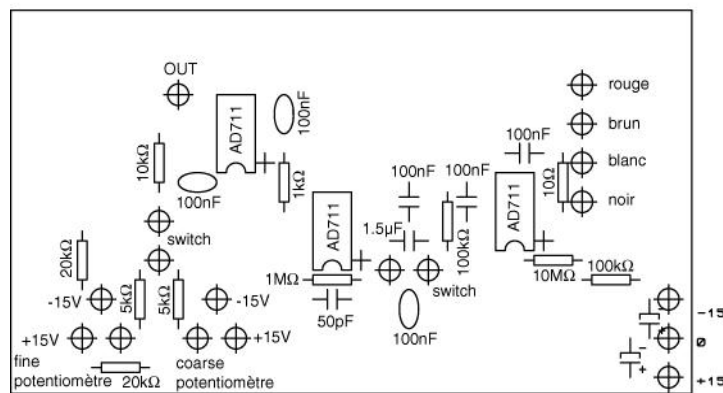 OUT
rouge
AD711
100nF
brun
10kΩ
100nF
1kΩ
100nF
AD711
10Ω
blanc
100nF
100nF
100nF
noir
AD711
switch
1.5µF
100kΩ
20kΩ
1MΩ
switch
10MΩ
100kΩ
-15V
5kΩ
5kΩ
-15V
50pF
100nF
-15
+15V
+15V
-
+
ø
fine
potentiomètre
20kΩ
coarse
potentiomètre
-
+
+15